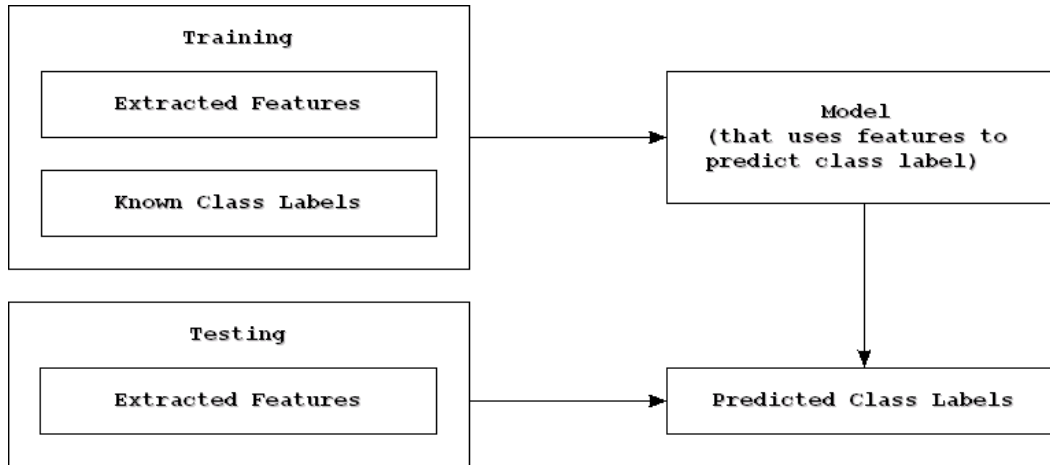 Training
Extracted Features
Known Class Labels
Model
(that uses features to
predict class label)
Testing
Extracted Features
Predicted Class Labels